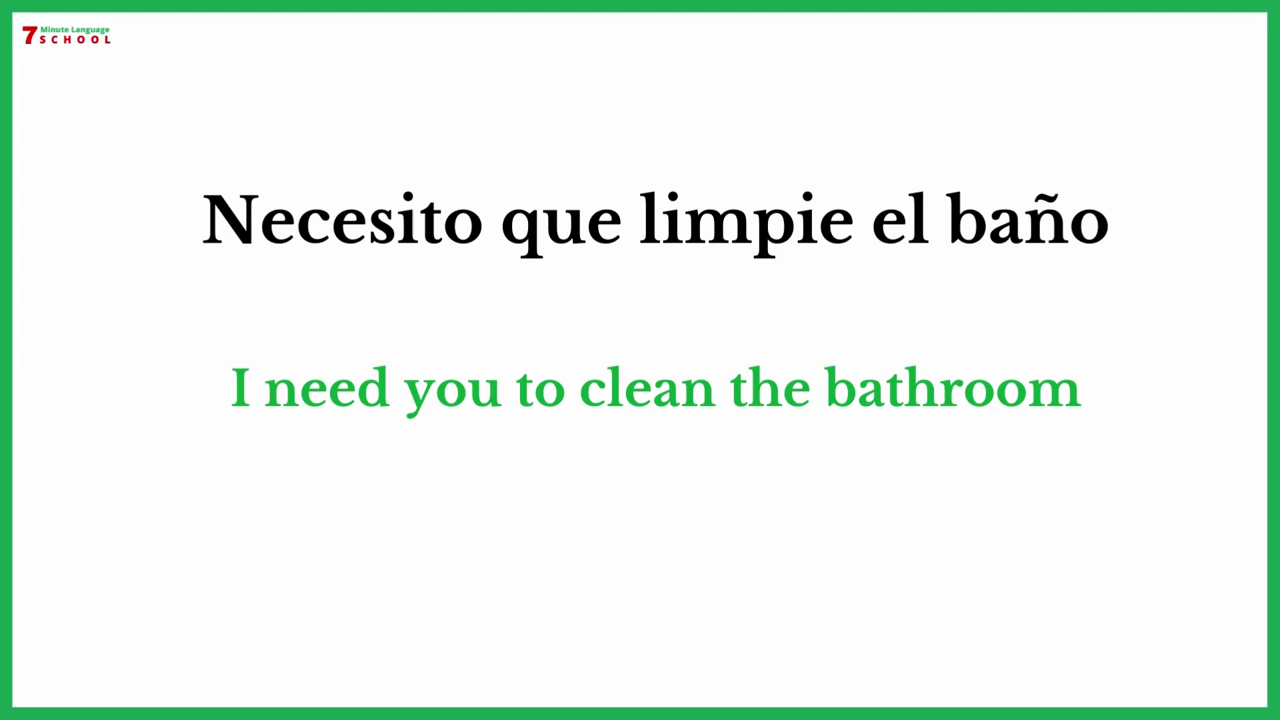 7 Minute Language
SCHOOL
Necesito que limpie el baño
I need you to clean the bathroom